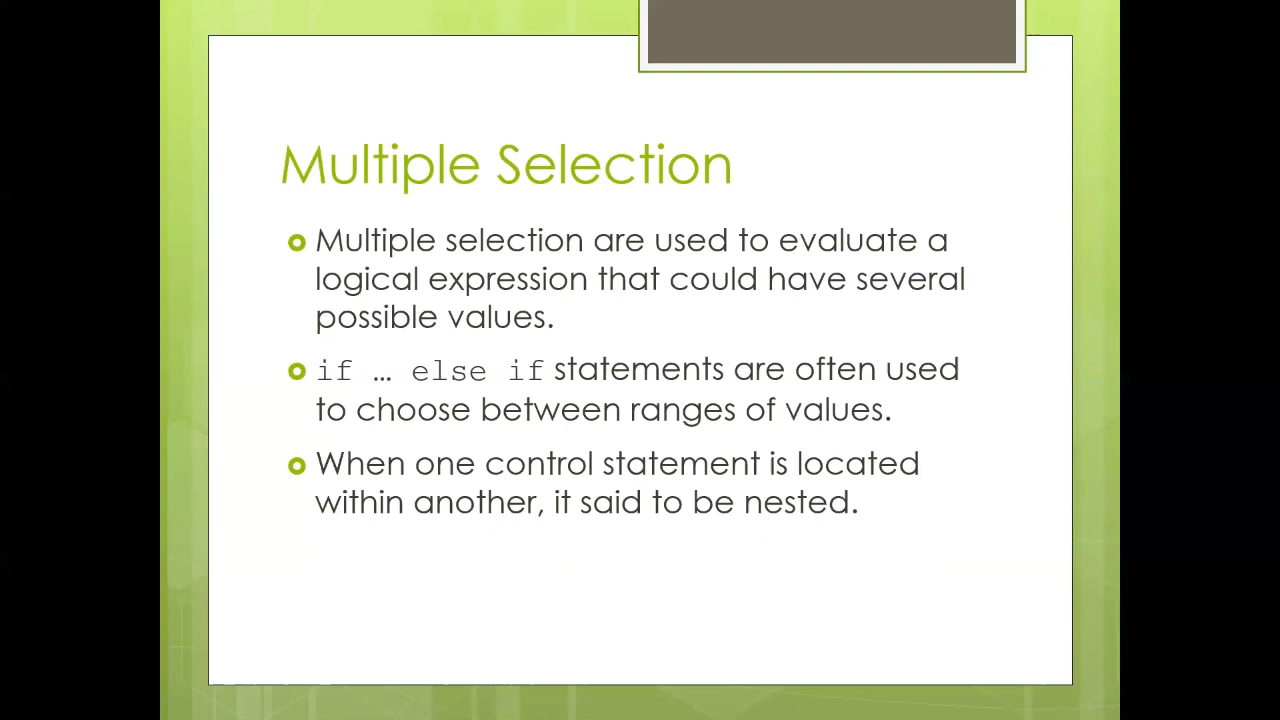 Multiple Selection
Multiple selection are used to evaluate a
logical expression that could have several
possible values.
if … else if statements are often used
to choose between ranges of values.
When one control statement is located
within another, it said to be nested.